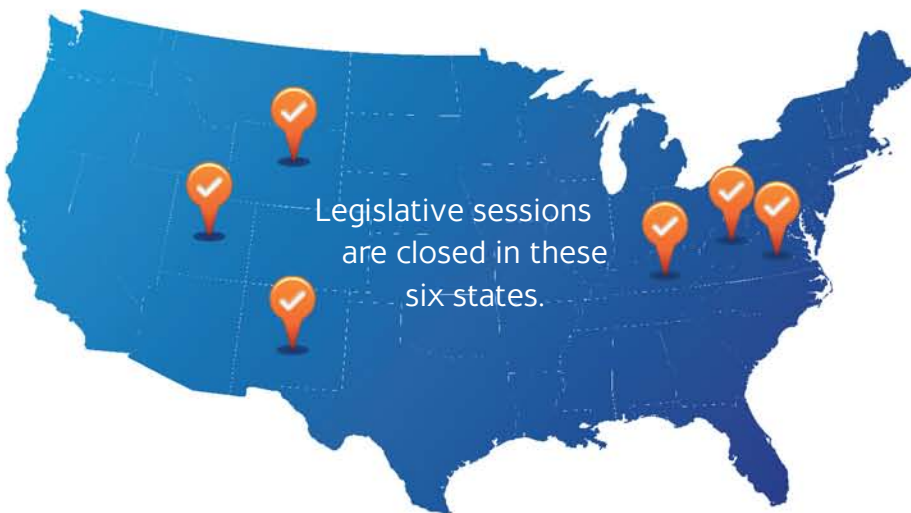 Legislative sessions
are closed in these
six states.